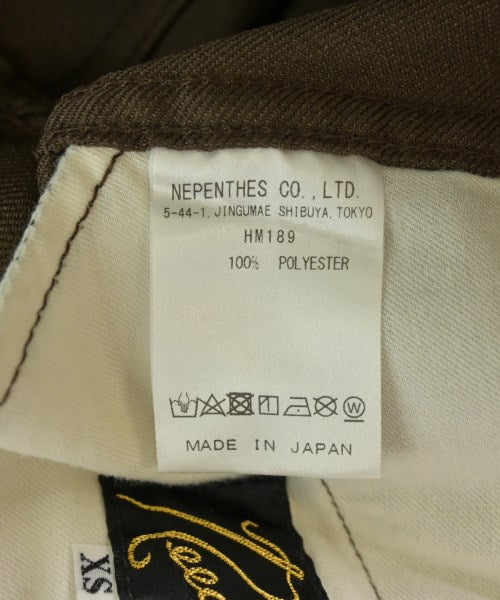 NEPENTHES CO., LTD.
5-44-1, JINGUMAE SHIBUYA, TOKYO
HM189
100% POLYESTER
W
MADE IN JAPAN
XS